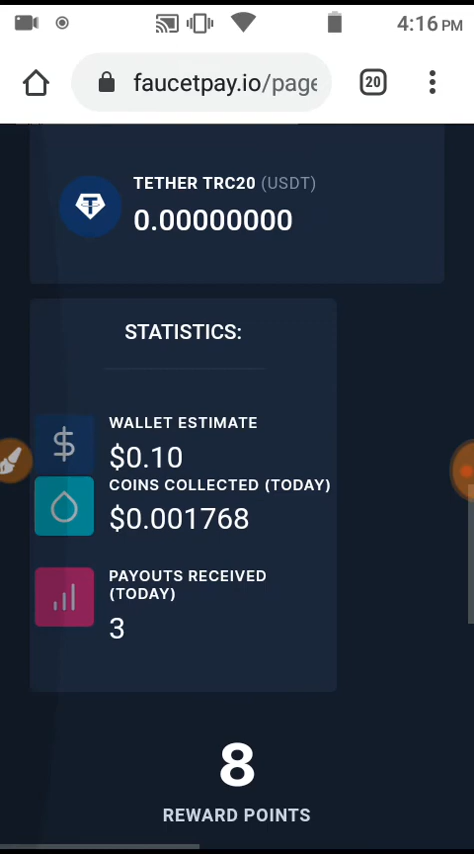 4:16 PM
faucetpay.io/page
20
TETHER TRC20 (USDT)
0.00000000
STATISTICS:
WALLET ESTIMATE
$0.10
COINS COLLECTED (TODAY)
$0.001768
PAYOUTS RECEIVED
(TODAY)
3
8
REWARD POINTS